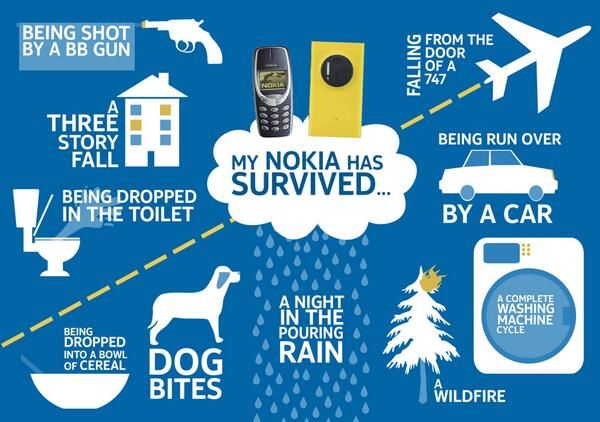 BEING SHOT
BY A BB GUN
A
THREE
STORY
FALL
NOKIA
FALLING
FROM THE
DOOR
OF A
747
MY NOKIA HAS
SURVIVED...
BEING RUN OVER
BY A CAR
BEING DROPPED
IN THE TOILET
BEING
DROPPED
INTO A BOWL
OF CEREAL
DOG
BITES
A NIGHT
IN THE
POURING
RAIN
A COMPLETE
WASHING
MACHINE
CYCLE
A
WILDFIRE